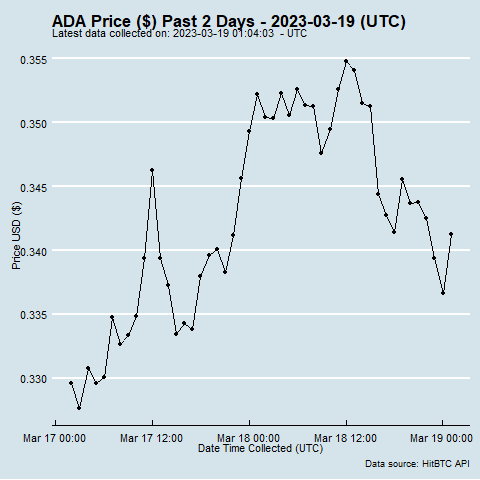 ADA Price ($) Past 2 Days - 2023-03-19 (UTC)
Latest data collected on: 2023-03-19 01:04:03 - UTC
0.355
0.350
0.345
0.340
0.335
0.330
Price USD ($)
Mar 17 00:00 Mar 17 12:00 Mar 18 00:00 Mar 18 12:00 Mar 19 00:00
Date Time Collected (UTC)
Data source: HitBTC API